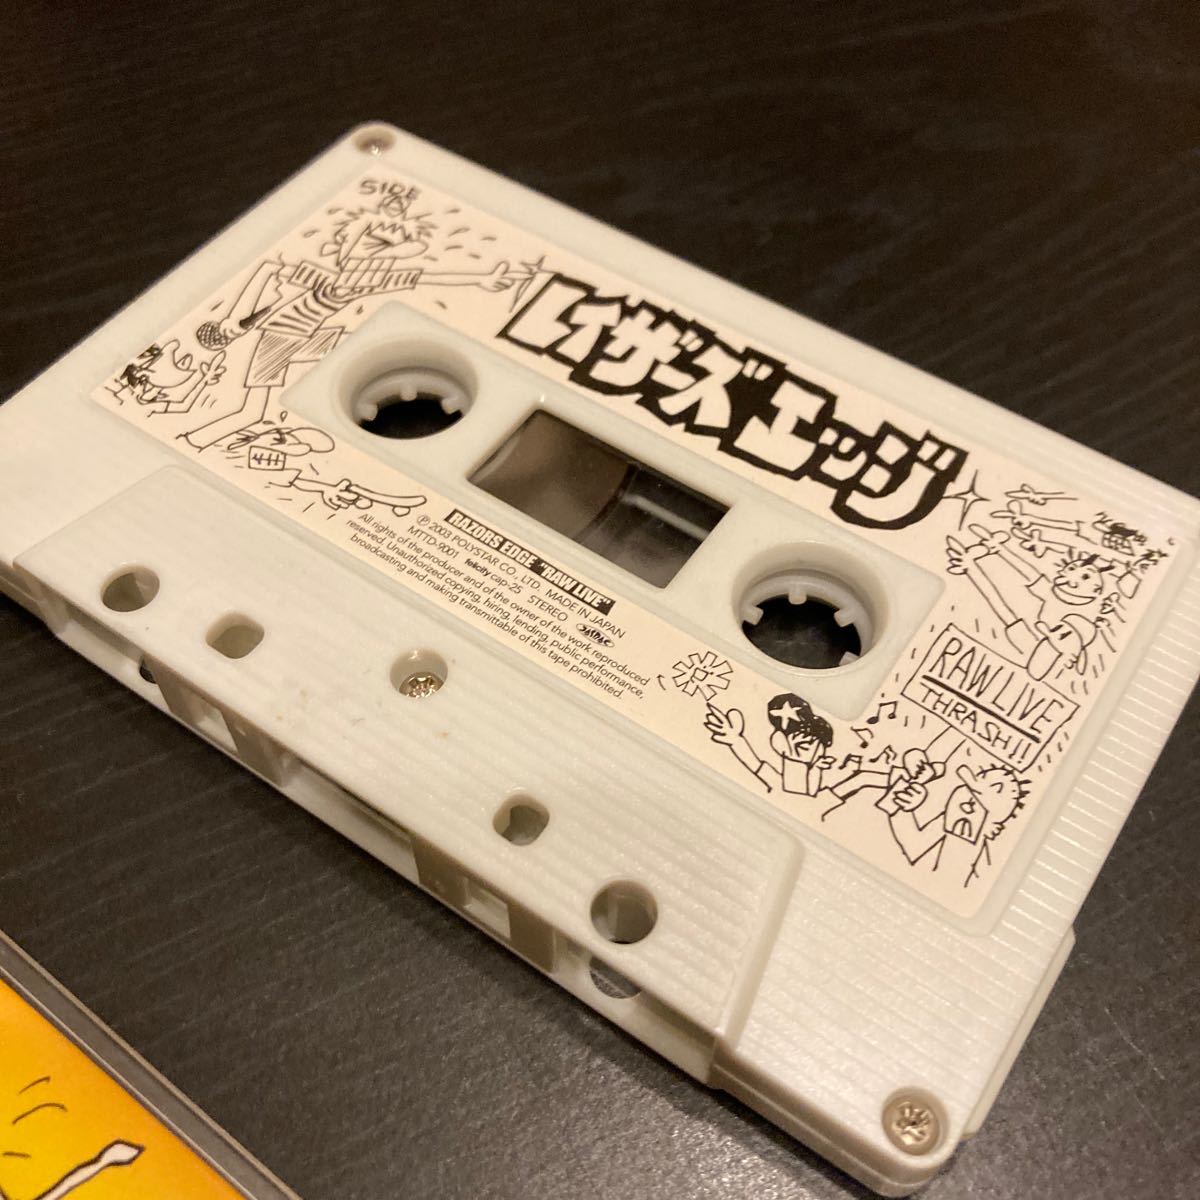 SIDE
A
レイザーズ エッジ
RAZORS EDGE "RAW LIVE"
Ⓟ 2003 POLYSTAR CO., LTD. MADE IN JAPAN
MTTD-9001 felicity cap-25 STEREO JASRAC
All rights of the producer and of the owner of the work reproduced
reserved. Unauthorized copying, hiring, lending, public performance,
broadcasting and making transmittable of this tape prohibited.
RAW LIVE
THRASH!!